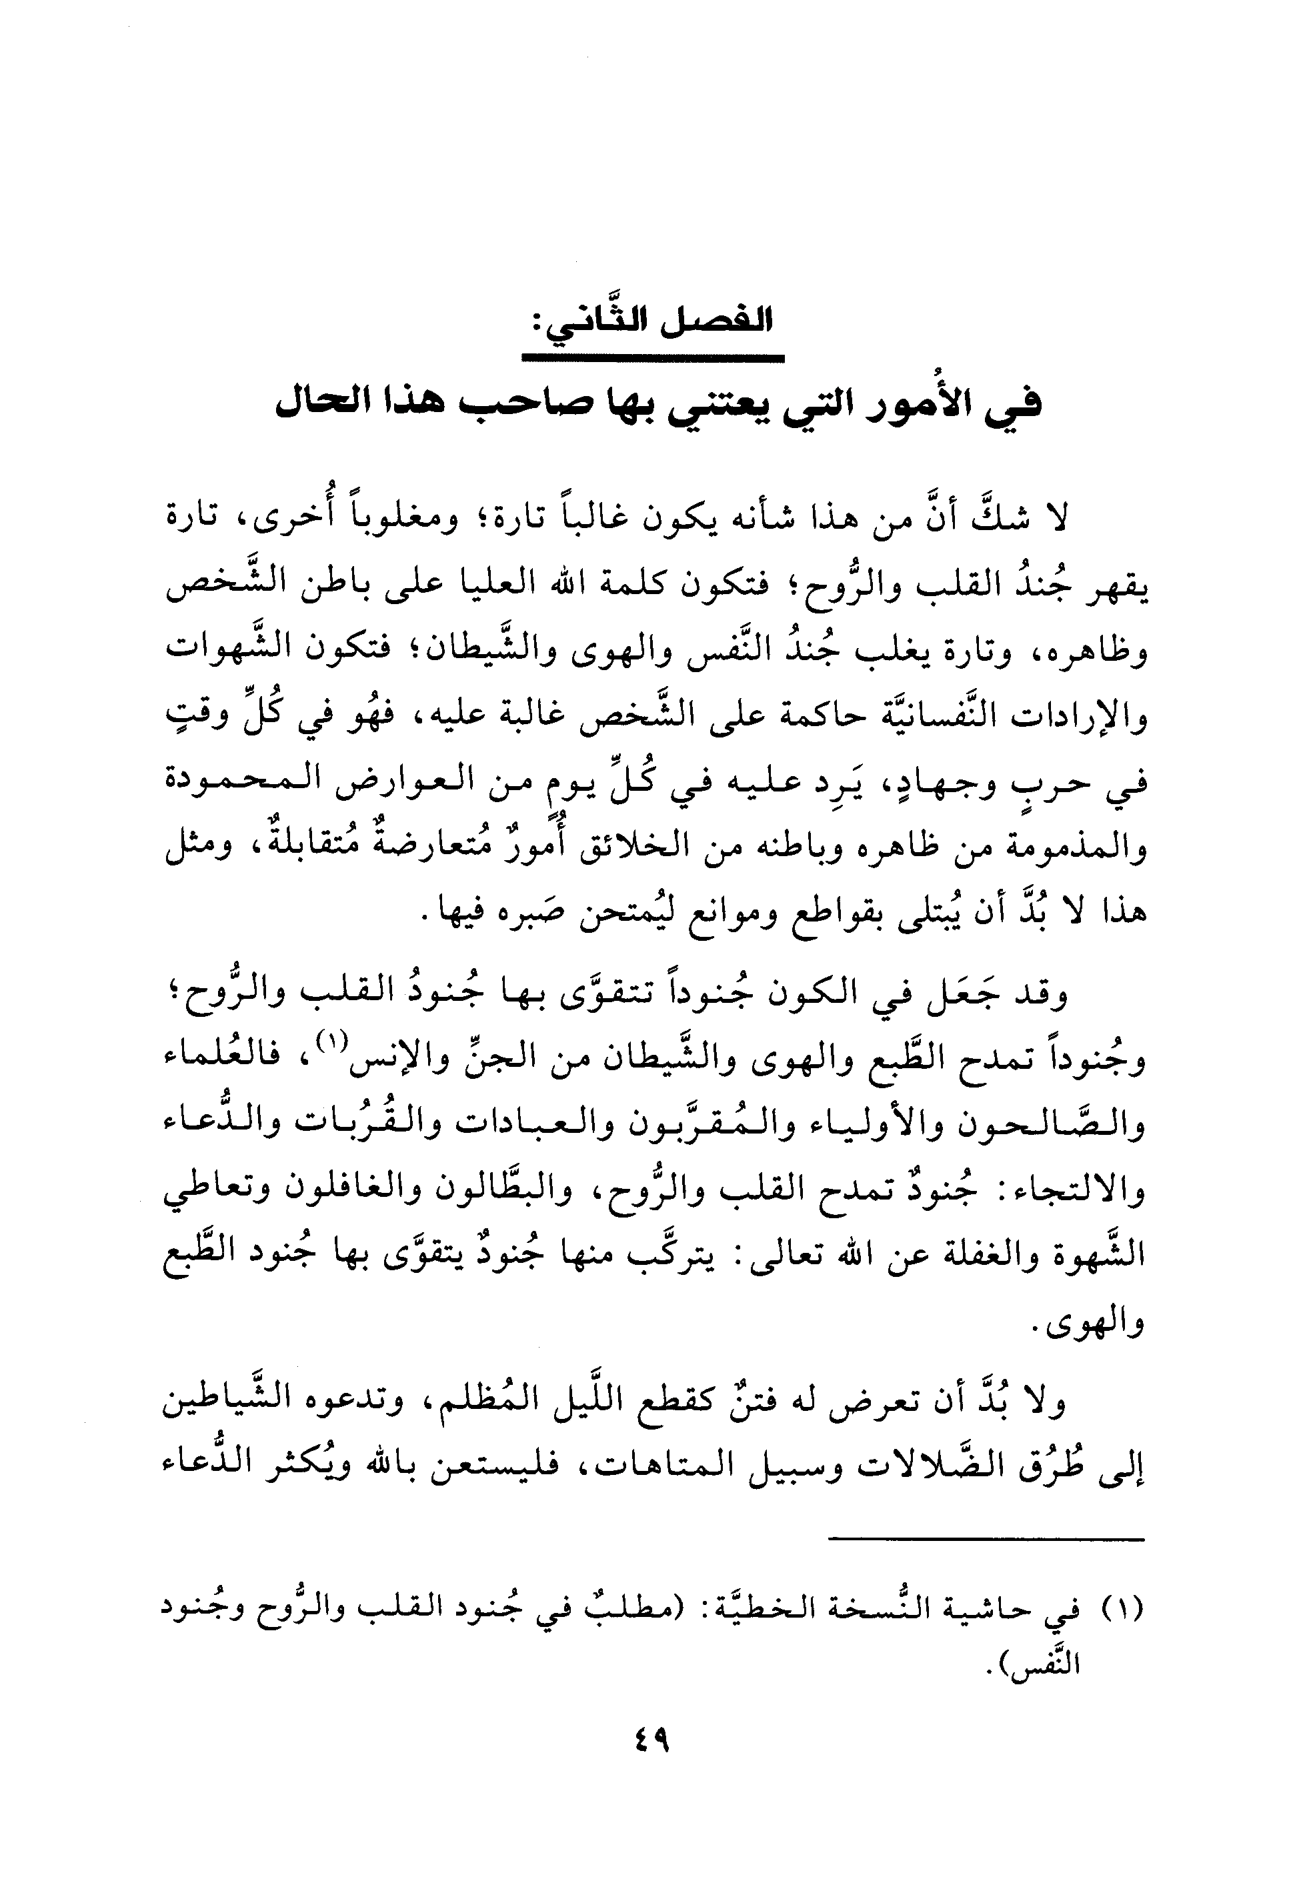 الفصل الثَّاني:
في الأُمور التي يعتني بها صاحب هذا الحال
لا شكَّ أنَّ من هذا شأنه يكون غالباً تارة؛ ومغلوباً أُخرى، تارة
يقهر جُندُ القلب والرُّوح؛ فتكون كلمة الله العليا على باطن الشَّخص
وظاهره، وتارة يغلب جُندُ النَّفس والهوى والشَّيطان؛ فتكون الشَّهوات
والإرادات النَّفسانيَّة حاكمة على الشَّخص غالبة عليه، فهُو في كُلِّ وقتٍ
في حربٍ وجهادٍ، يَرِد عليه في كُلِّ يومٍ من العوارض المحمودة
والمذمومة من ظاهره وباطنه من الخلائق أُمورٌ مُتعارضةٌ مُتقابلةٌ، ومثل
هذا لا بُدَّ أن يُبتلى بقواطع وموانع ليُمتحن صَبره فيها.
وقد جَعَل في الكون جُنوداً تتقوَّى بها جُنودُ القلب والرُّوح؛
وجُنوداً تمدح الطَّبع والهوى والشَّيطان من الجنِّ والإنس(١)، فالعُلماء
والصَّالحون والأولياء والمُقرَّبون والعبادات والقُرُبات والدُّعاء
والالتجاء: جُنودٌ تمدح القلب والرُّوح، والبطَّالون والغافلون وتعاطي
الشَّهوة والغفلة عن الله تعالى: يتركَّب منها جُنودٌ يتقوَّى بها جُنود الطَّبع
والهوى.
ولا بُدَّ أن تعرض له فتنٌ كقطع اللَّيل المُظلم، وتدعوه الشَّياطين
إلى طُرُق الضَّلالات وسبيل المتاهات، فليستعن بالله ويُكثر الدُّعاء
(١) في حاشية النُّسخة الخطيَّة: (مطلبٌ في جُنود القلب والرُّوح وجُنود
النَّفس).
٤٩